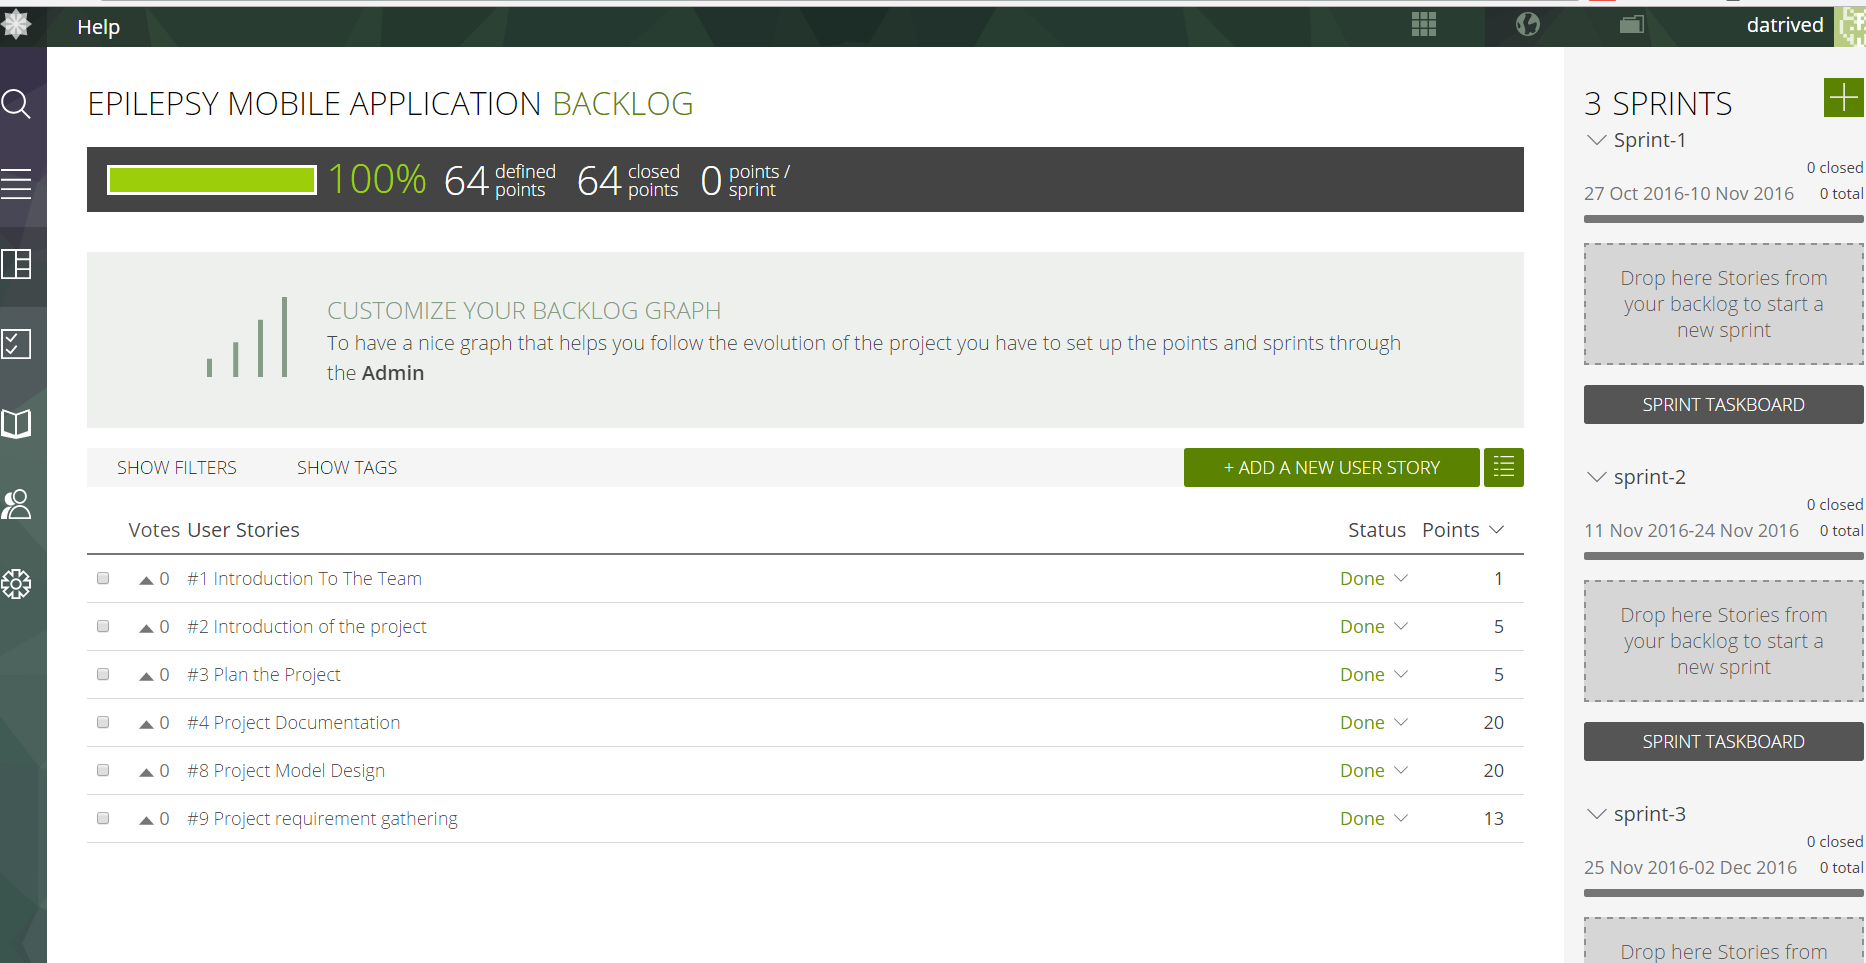 Help
datrived
EPILEPSY MOBILE APPLICATION BACKLOG
100% 64 defined points 64 closed points 0 points / sprint
CUSTOMIZE YOUR BACKLOG GRAPH
To have a nice graph that helps you follow the evolution of the project you have to set up the points and sprints through
the Admin
SHOW FILTERS SHOW TAGS + ADD A NEW USER STORY
Votes User Stories Status Points
0 #1 Introduction To The Team Done 1
0 #2 Introduction of the project Done 5
0 #3 Plan the Project Done 5
0 #4 Project Documentation Done 20
0 #8 Project Model Design Done 20
0 #9 Project requirement gathering Done 13
3 SPRINTS
Sprint-1
0 closed
27 Oct 2016-10 Nov 2016 0 total
Drop here Stories from
your backlog to start a
new sprint
SPRINT TASKBOARD
sprint-2
0 closed
11 Nov 2016-24 Nov 2016 0 total
Drop here Stories from
your backlog to start a
new sprint
SPRINT TASKBOARD
sprint-3
0 closed
25 Nov 2016-02 Dec 2016 0 total
Drop here Stories from